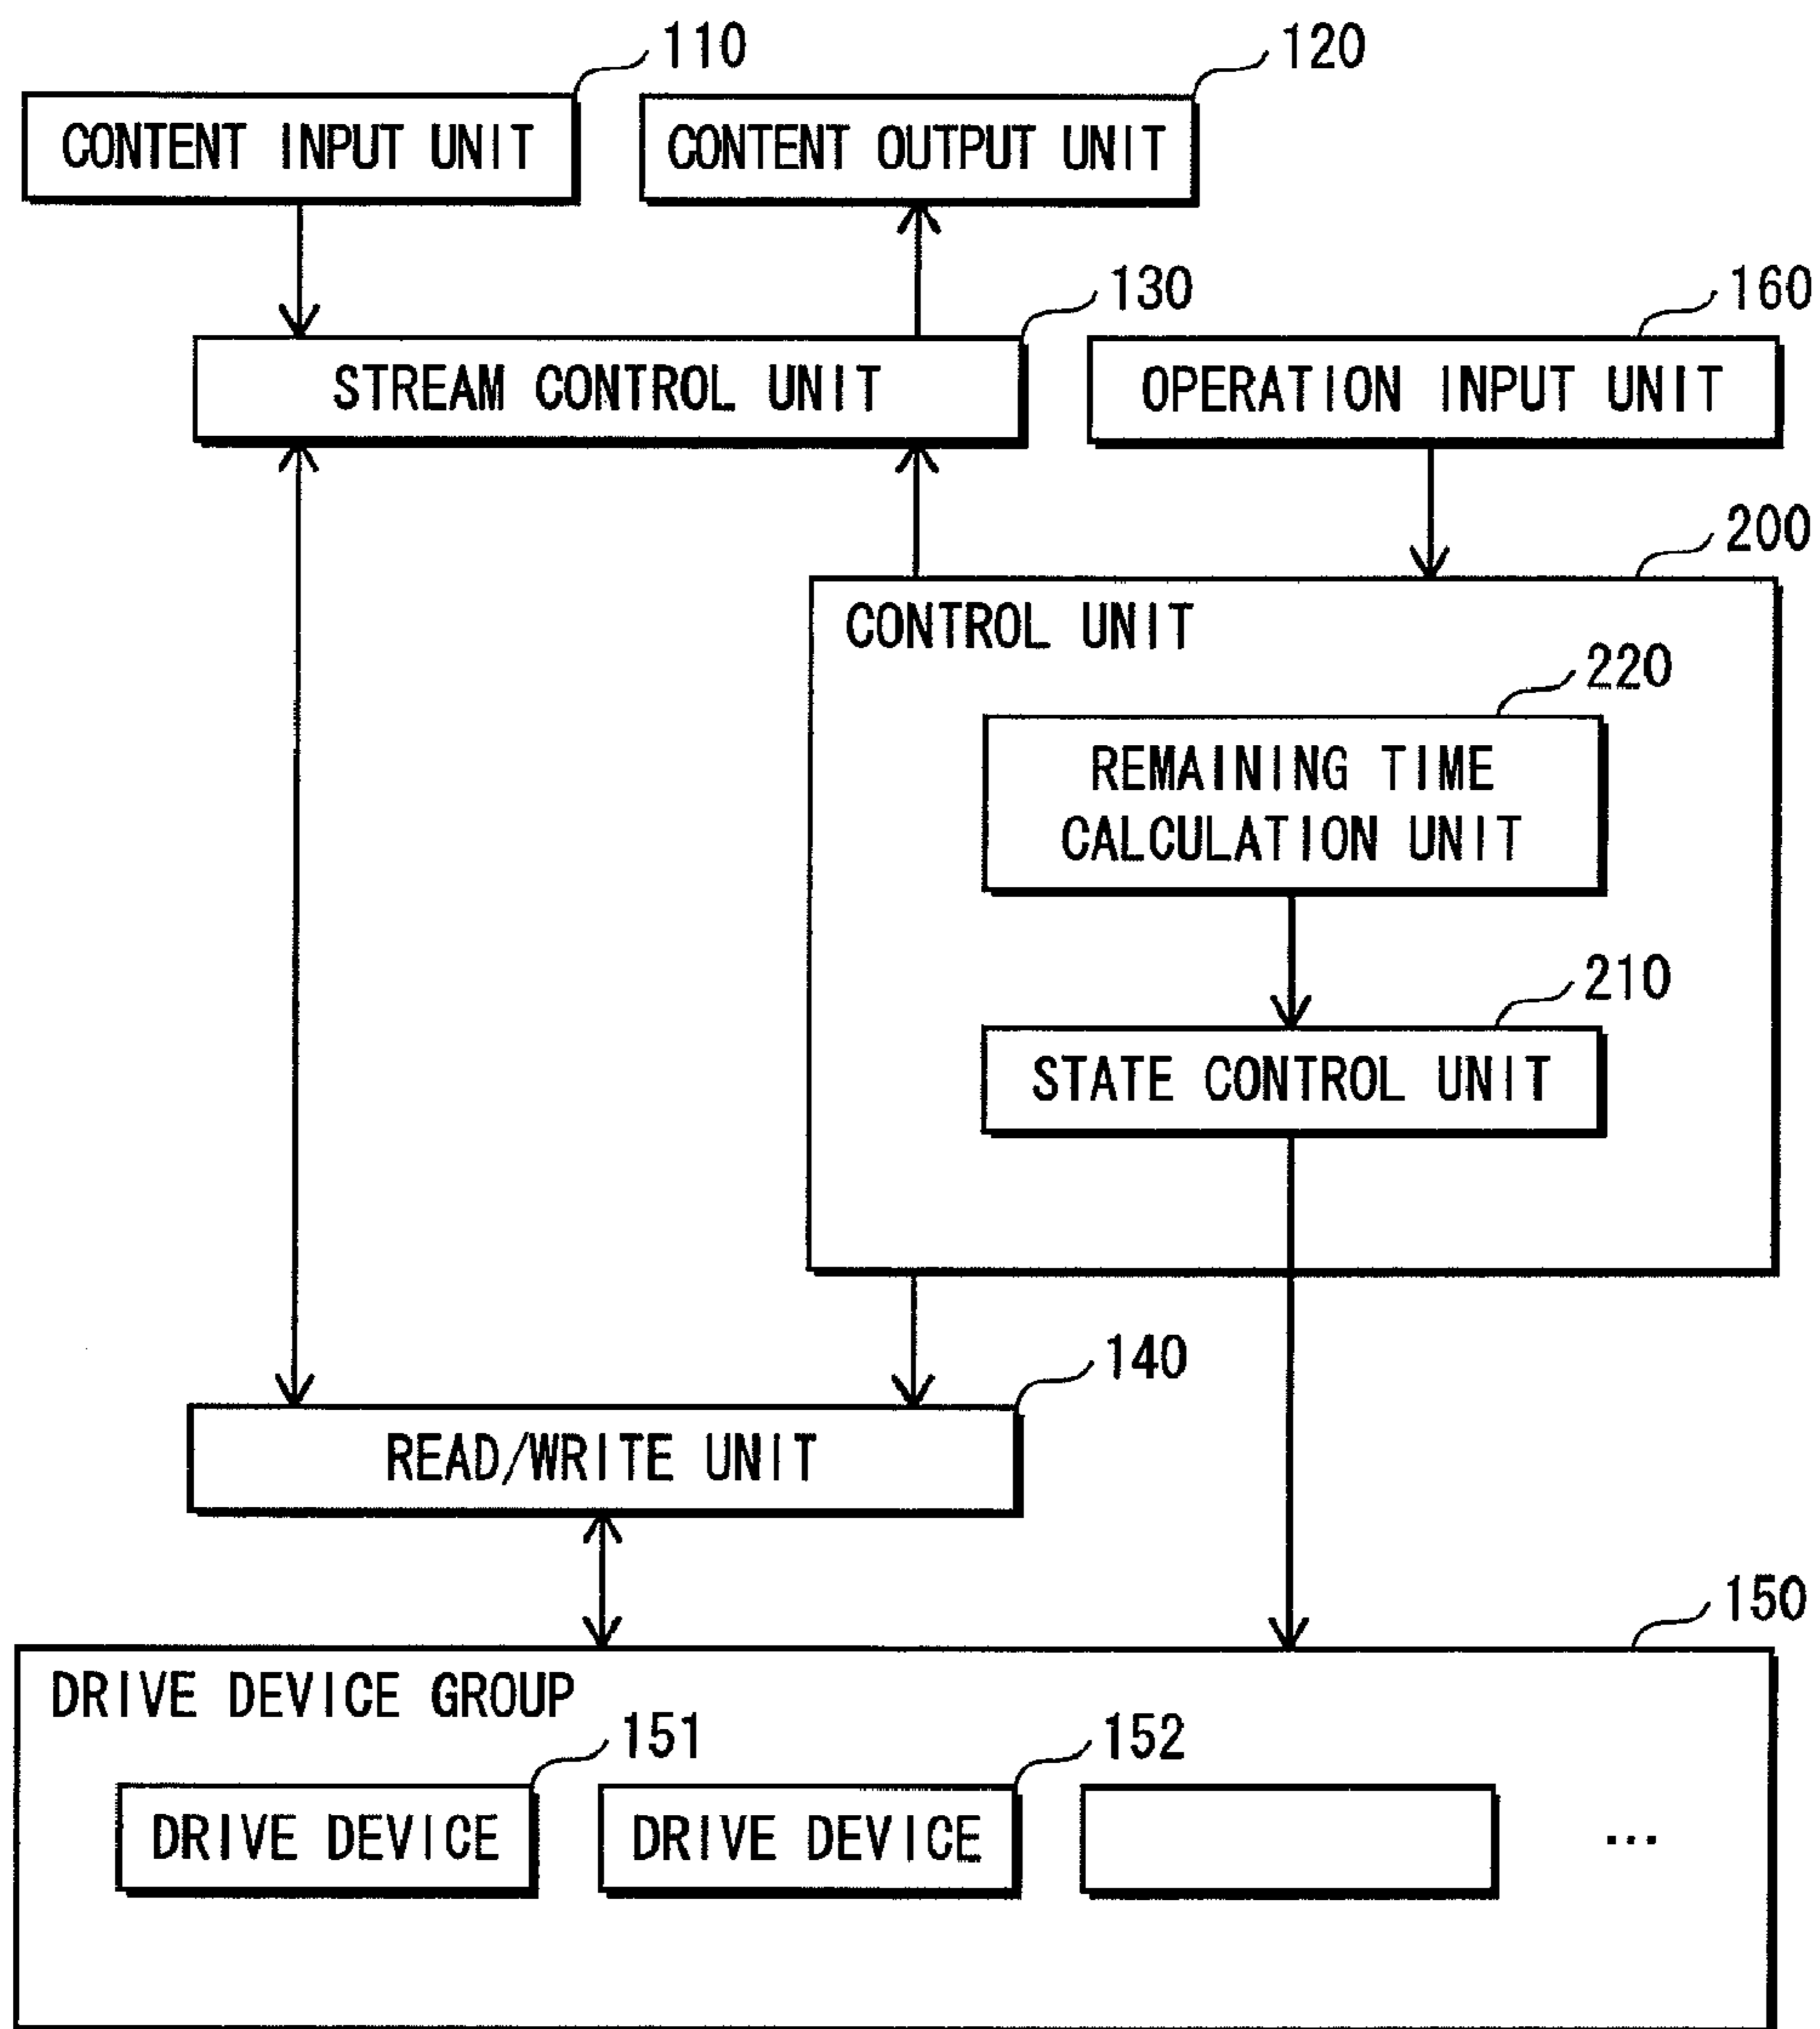 110
120
CONTENT INPUT UNIT
CONTENT OUTPUT UNIT
130
160
STREAM CONTROL UNIT
OPERATION INPUT UNIT
200
CONTROL UNIT
220
REMAINING TIME
CALCULATION UNIT
210
STATE CONTROL UNIT
140
READ/WRITE UNIT
150
DRIVE DEVICE GROUP
151
152
DRIVE DEVICE
DRIVE DEVICE
...